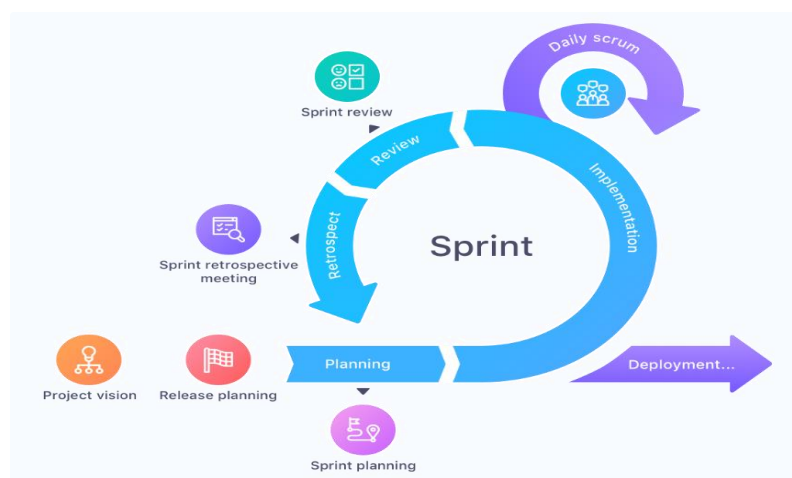 Daily scrum
Sprint review
Review
Implementation
Retrospect
Sprint
Sprint retrospective
meeting
Planning
Deployment...
Project vision
Release planning
Sprint planning